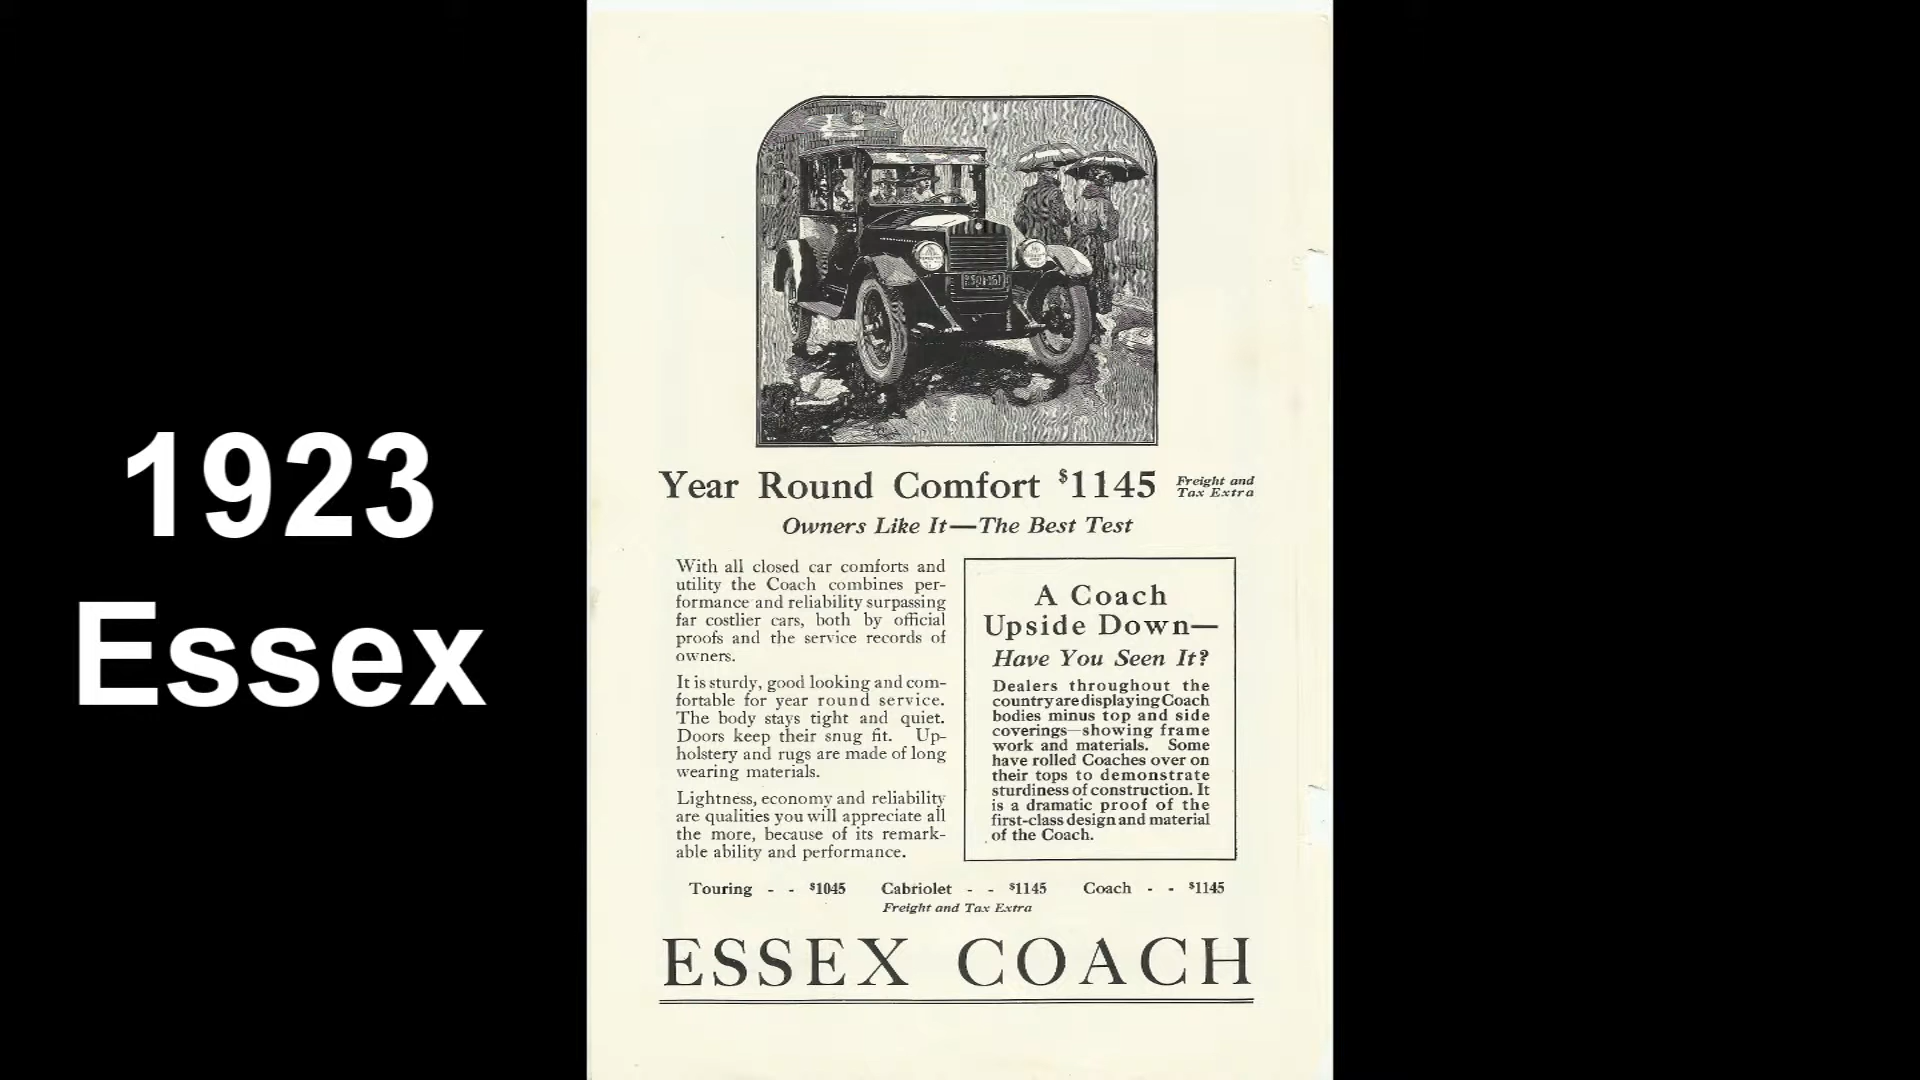 1923
Essex
Year Round Comfort $1145
Freight and
Tax Extra
Owners Like It—The Best Test
With all closed car comforts and
utility the Coach combines per-
formance and reliability surpassing
far costlier cars, both by official
proofs and the service records of
owners.
It is sturdy, good looking and com-
fortable for year round service.
The body stays tight and quiet.
Doors keep their snug fit. Up-
holstery and rugs are made of long
wearing materials.
Lightness, economy and reliability
are qualities you will appreciate all
the more, because of its remark-
able ability and performance.
A Coach
Upside Down—
Have You Seen It?
Dealers throughout the
country are displaying Coach
bodies minus top and side
coverings—showing frame
work and materials. Some
have rolled Coaches over on
their tops to demonstrate
sturdiness of construction. It
is a dramatic proof of the
first-class design and material
of the Coach.
Touring - - $1045 Cabriolet - - $1145 Coach - - $1145
Freight and Tax Extra
ESSEX COACH